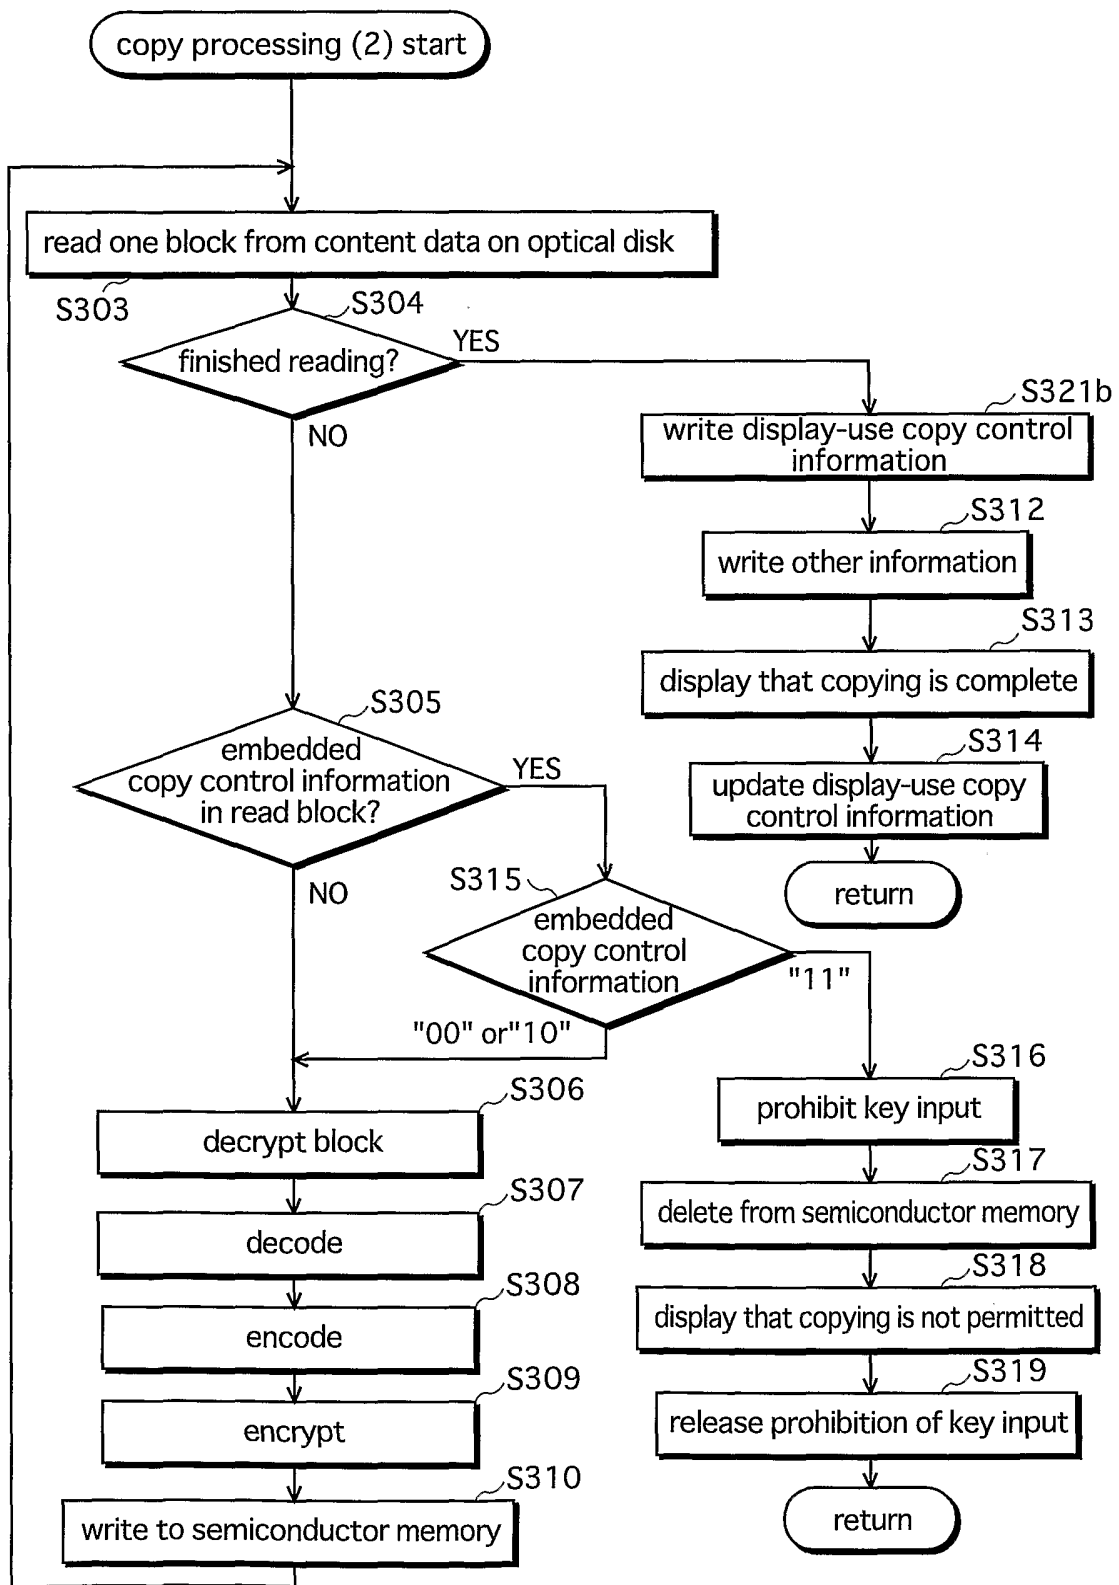 copy processing (2) start
read one block from content data on optical disk
S303
S304
finished reading?
YES
NO
S321b
write display-use copy control
information
S312
write other information
S313
display that copying is complete
S314
update display-use copy
control information
return
S305
embedded
copy control information
in read block?
YES
NO
S315
embedded
copy control
information
"11"
"00" or"10"
S306
decrypt block
S307
decode
S308
encode
S309
encrypt
S310
write to semiconductor memory
S316
prohibit key input
S317
delete from semiconductor memory
S318
display that copying is not permitted
S319
release prohibition of key input
return